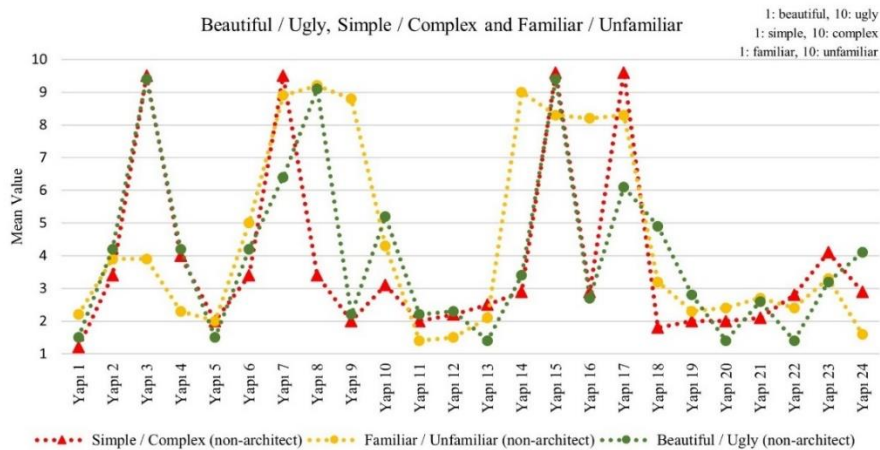 Beautiful / Ugly, Simple / Complex and Familiar / Unfamiliar
1: beautiful, 10: ugly
1: simple, 10: complex
1: familiar, 10: unfamiliar
Mean Value
10
9
8
7
6
5
4
3
2
1
Yapı 1
Yapı 2
Yapı 3
Yapı 4
Yapı 5
Yapı 6
Yapı 7
Yapı 8
Yapı 9
Yapı 10
Yapı 11
Yapı 12
Yapı 13
Yapı 14
Yapı 15
Yapı 16
Yapı 17
Yapı 18
Yapı 19
Yapı 20
Yapı 21
Yapı 22
Yapı 23
Yapı 24
Simple / Complex (non-architect) Familiar / Unfamiliar (non-architect) Beautiful / Ugly (non-architect)